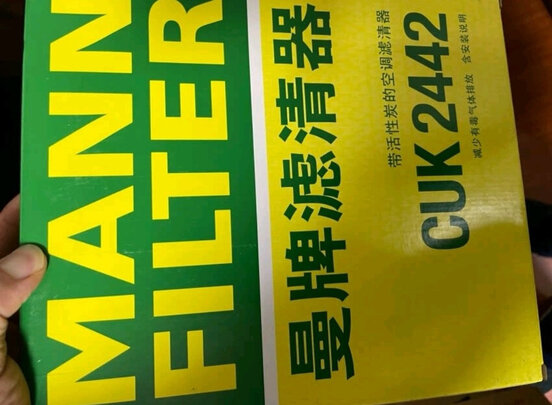 MANN
FILTER
曼牌滤清器
带活性炭的空调滤清器
CUK 2442
减少有毒气体排放 含安装说明